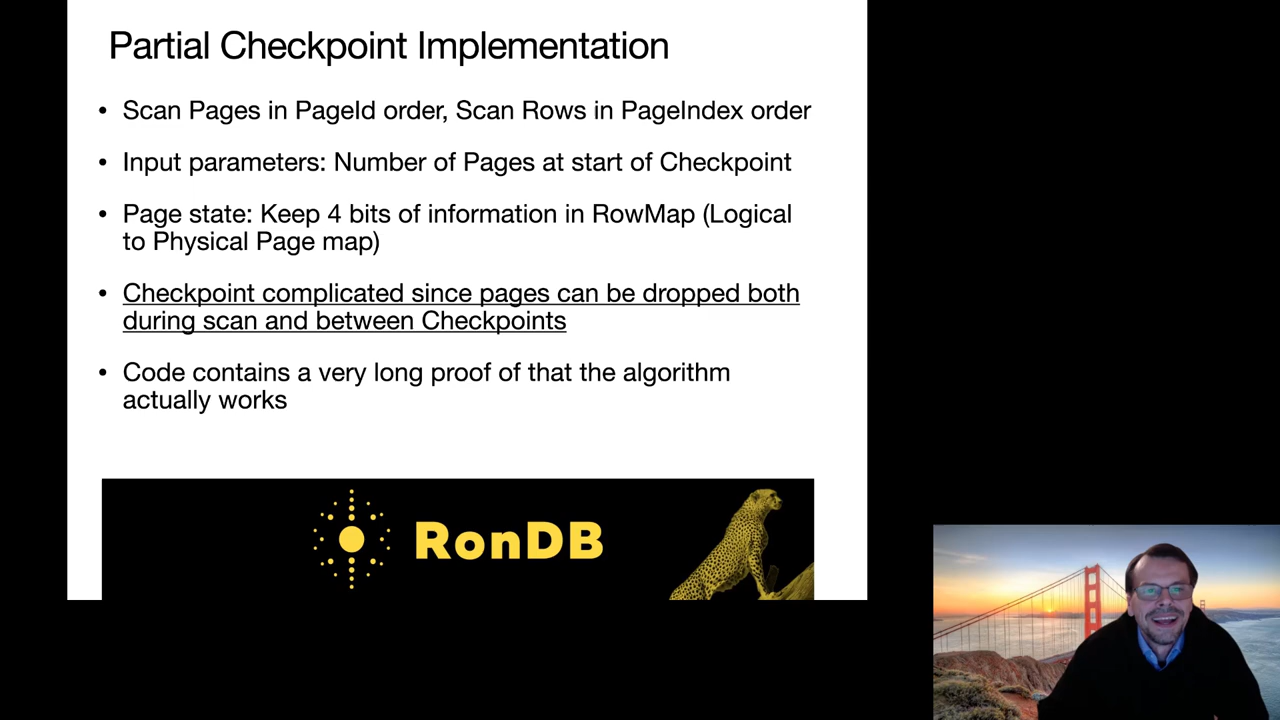 Partial Checkpoint Implementation
• Scan Pages in PageId order, Scan Rows in PageIndex order
• Input parameters: Number of Pages at start of Checkpoint
• Page state: Keep 4 bits of information in RowMap (Logical
to Physical Page map)
• Checkpoint complicated since pages can be dropped both
during scan and between Checkpoints
• Code contains a very long proof of that the algorithm
actually works
RonDB